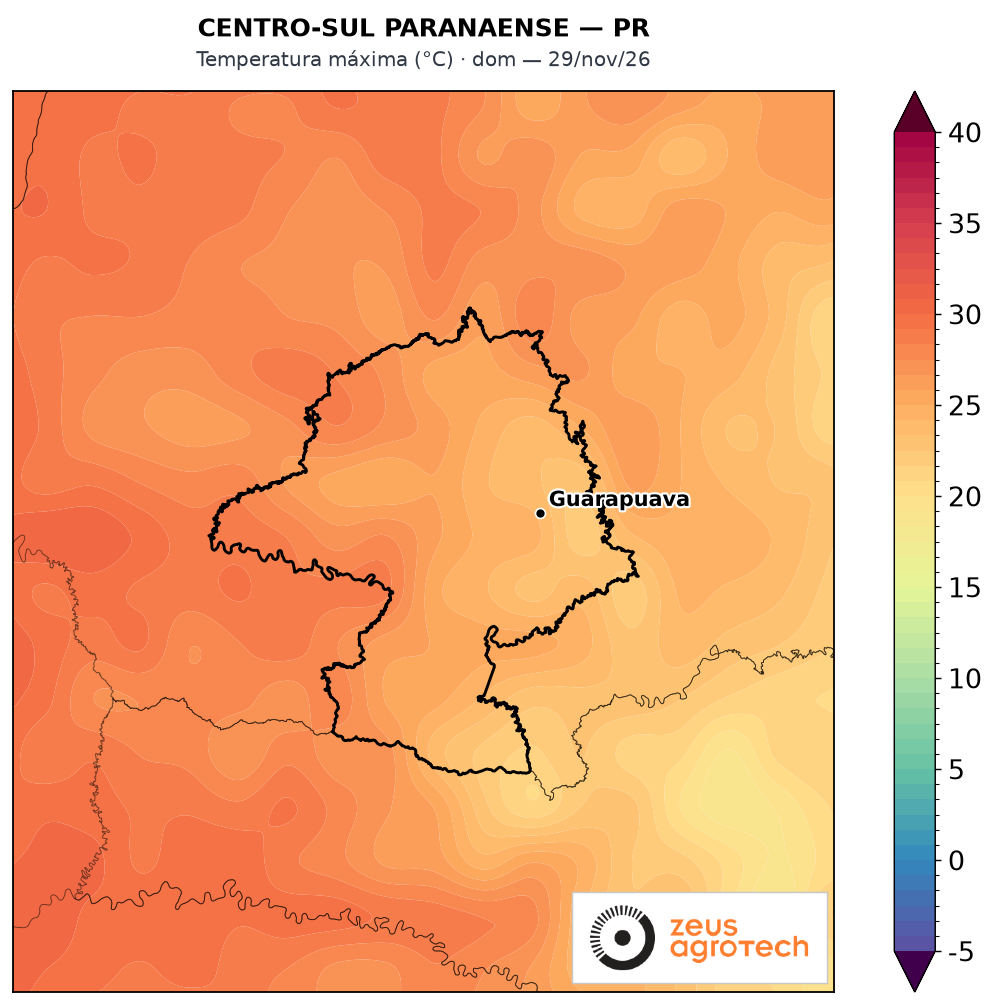 CENTRO-SUL PARANAENSE — PR
Temperatura máxima (°C) · dom — 29/nov/26
40
35
30
25
20
15
10
5
0
-5
Guarapuava
zeus
agrotech